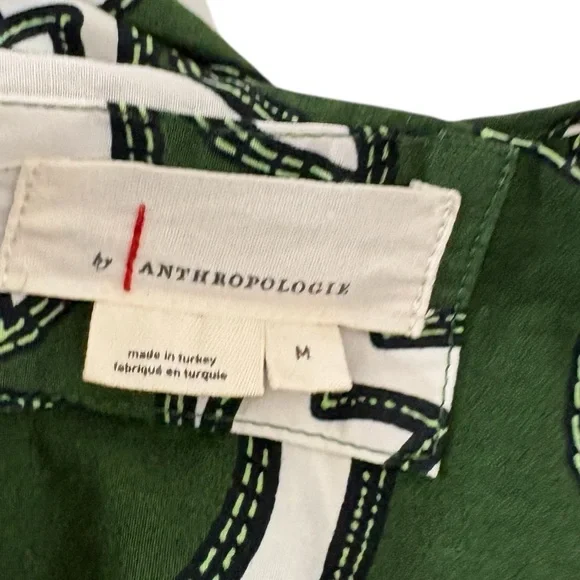 by ANTHROPOLOGIE
made in turkey
fabriqué en turquie
M